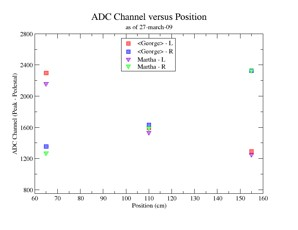 ADC Channel versus Position
as of 27-march-09
<George> - L
<George> - R
Martha - L
Martha - R
ADC Channel (Peak - Pedestal)
2800
2400
2000
1600
1200
800
60 70 80 90 100 110 120 130 140 150 160
Position (cm)